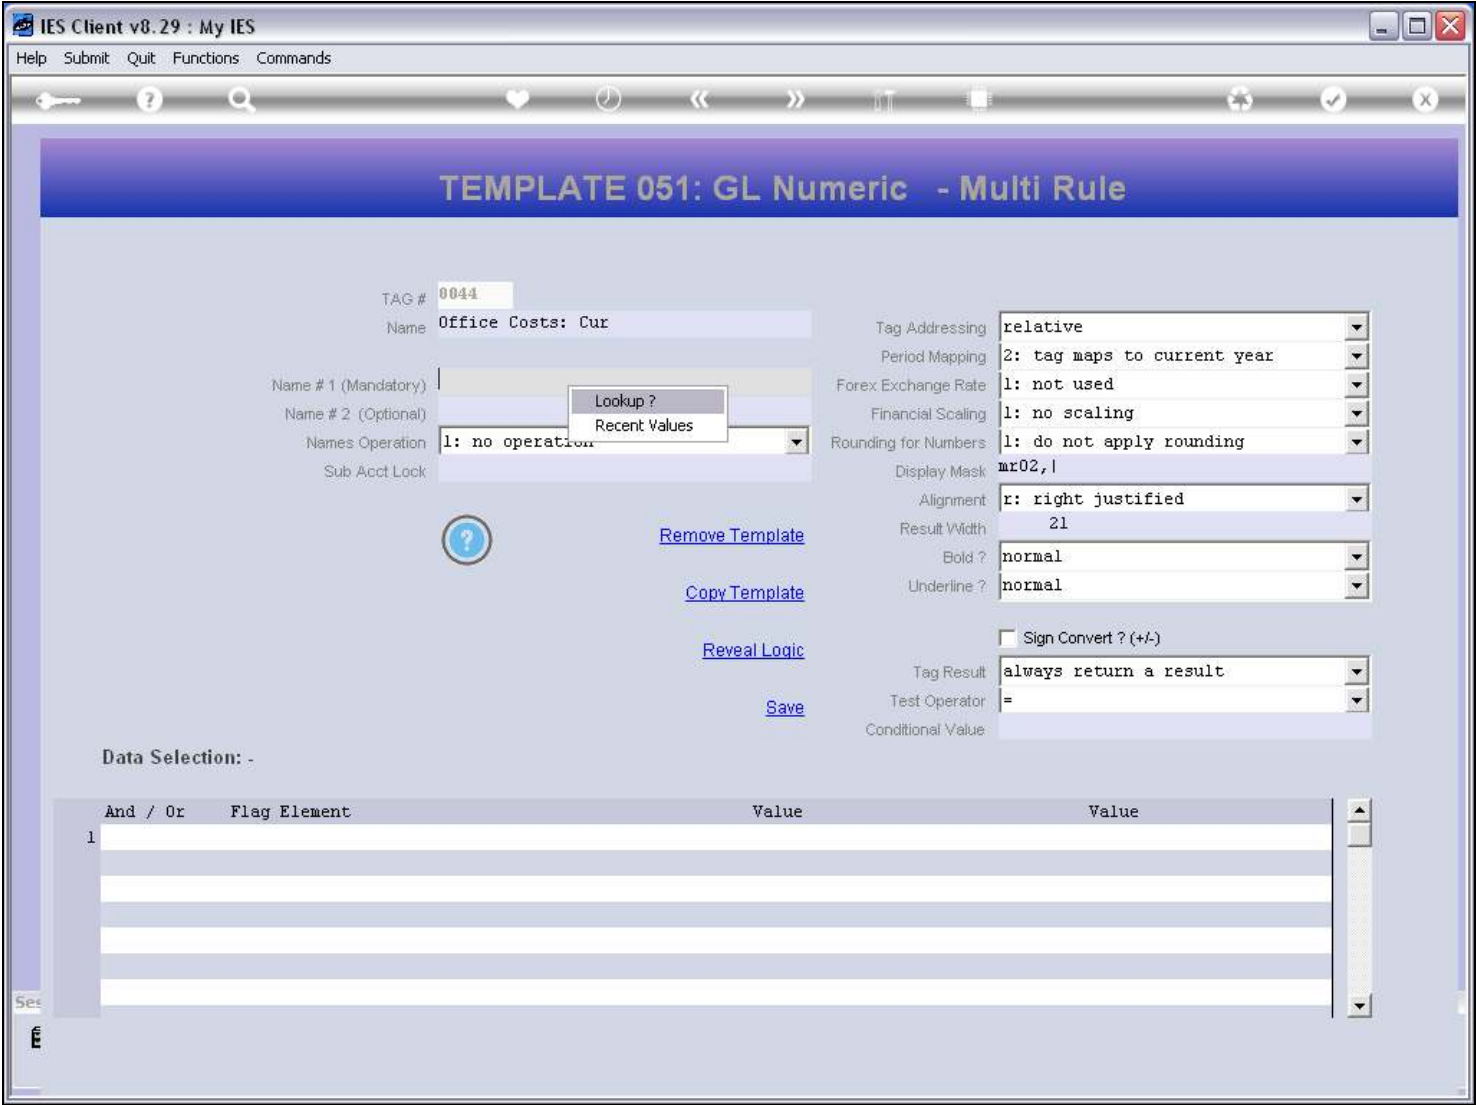 IES Client v8.29 : My IES
Help Submit Quit Functions Commands
TEMPLATE 051: GL Numeric - Multi Rule
TAG # 0044
Name Office Costs: Cur
Name # 1 (Mandatory)
Name # 2 (Optional)
Names Operation 1: no operation
Sub Acct Lock
Lookup ?
Recent Values
Remove Template
Copy Template
Reveal Logic
Save
Tag Addressing relative
Period Mapping 2: tag maps to current year
Forex Exchange Rate 1: not used
Financial Scaling 1: no scaling
Rounding for Numbers 1: do not apply rounding
Display Mask mr02,|
Alignment r: right justified
Result Width 21
Bold ? normal
Underline ? normal
Sign Convert ? (+/-)
Tag Result always return a result
Test Operator =
Conditional Value
Data Selection: -
And / Or Flag Element Value Value
1